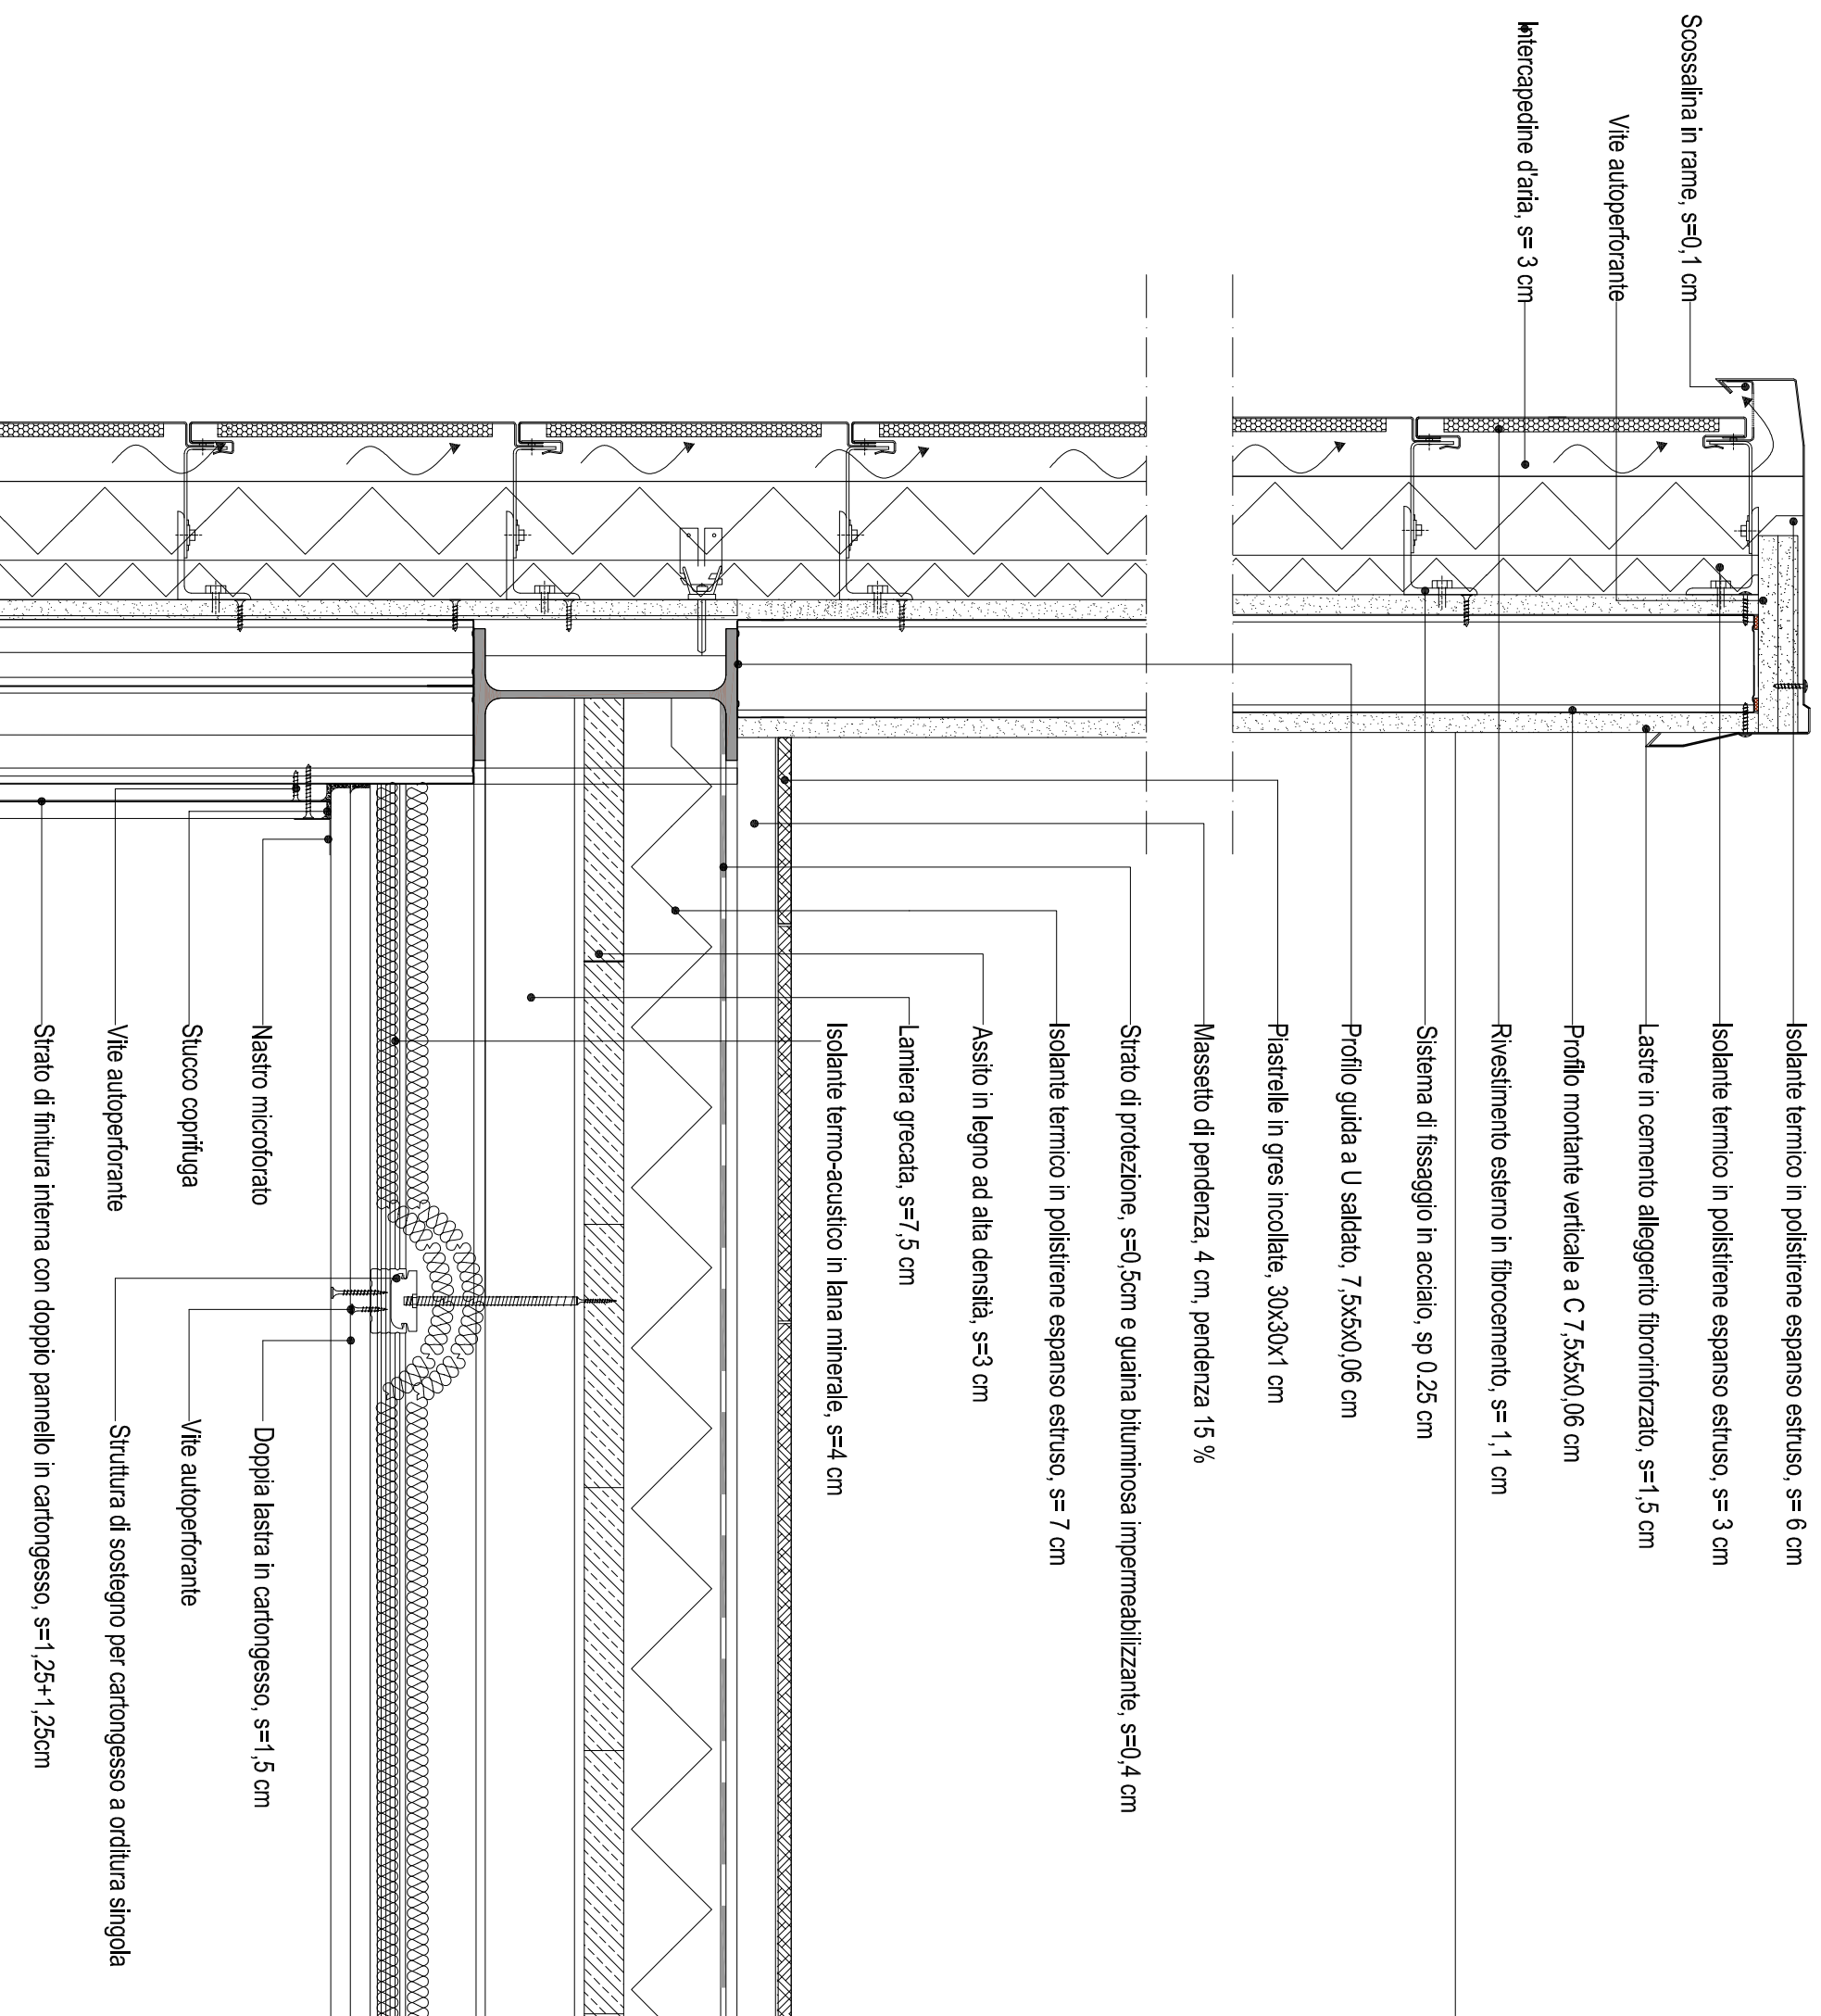 Scossalina in rame, s=0,1 cm
Vite autoperforante
Intercapedine d'aria, s= 3 cm
Isolante termico in polistirene espanso estruso, s= 6 cm
Isolante termico in polistirene espanso estruso, s= 3 cm
Lastre in cemento alleggerito fibrorinforzato, s=1,5 cm
Profilo montante verticale a C 7,5x5x0,06 cm
Rivestimento esterno in fibrocemento, s= 1,1 cm
Sistema di fissaggio in acciaio, sp 0.25 cm
Profilo guida a U saldato, 7,5x5x0,06 cm
Piastrelle in gres incollate, 30x30x1 cm
Massetto di pendenza, 4 cm, pendenza 15 %
Strato di protezione, s=0,5cm e guaina bituminosa impermeabilizzante, s=0,4 cm
Isolante termico in polistirene espanso estruso, s= 7 cm
Assito in legno ad alta densità, s=3 cm
Lamiera grecata, s=7,5 cm
Isolante termo-acustico in lana minerale, s=4 cm
Nastro microforato
Stucco coprifuga
Vite autoperforante
Strato di finitura interna con doppio pannello in cartongesso, s=1,25+1,25cm
Doppia lastra in cartongesso, s=1,5 cm
Vite autoperforante
Struttura di sostegno per cartongesso a orditura singola